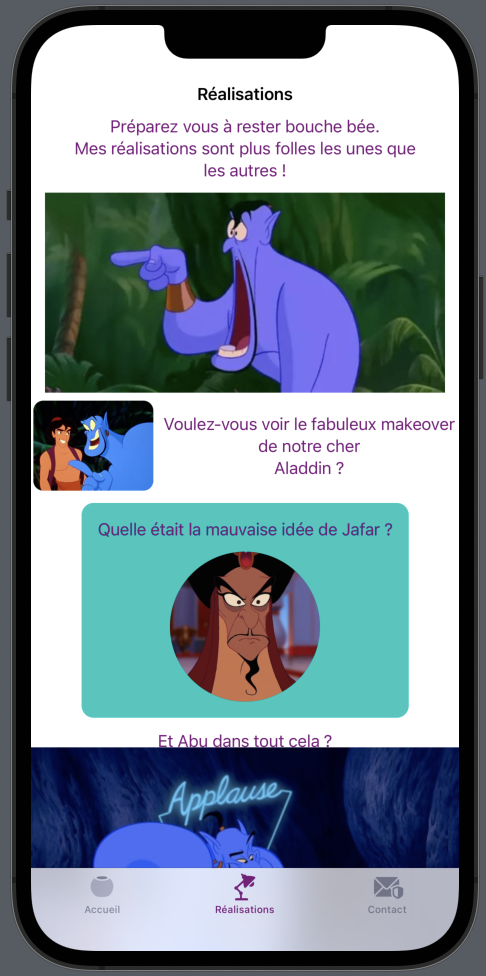 Réalisations
Préparez vous à rester bouche bée.
Mes réalisations sont plus folles les unes que
les autres !
Voulez-vous voir le fabuleux makeover
de notre cher
Aladdin ?
Quelle était la mauvaise idée de Jafar ?
Et Abu dans tout cela ?
Applause
Accueil
Réalisations
Contact